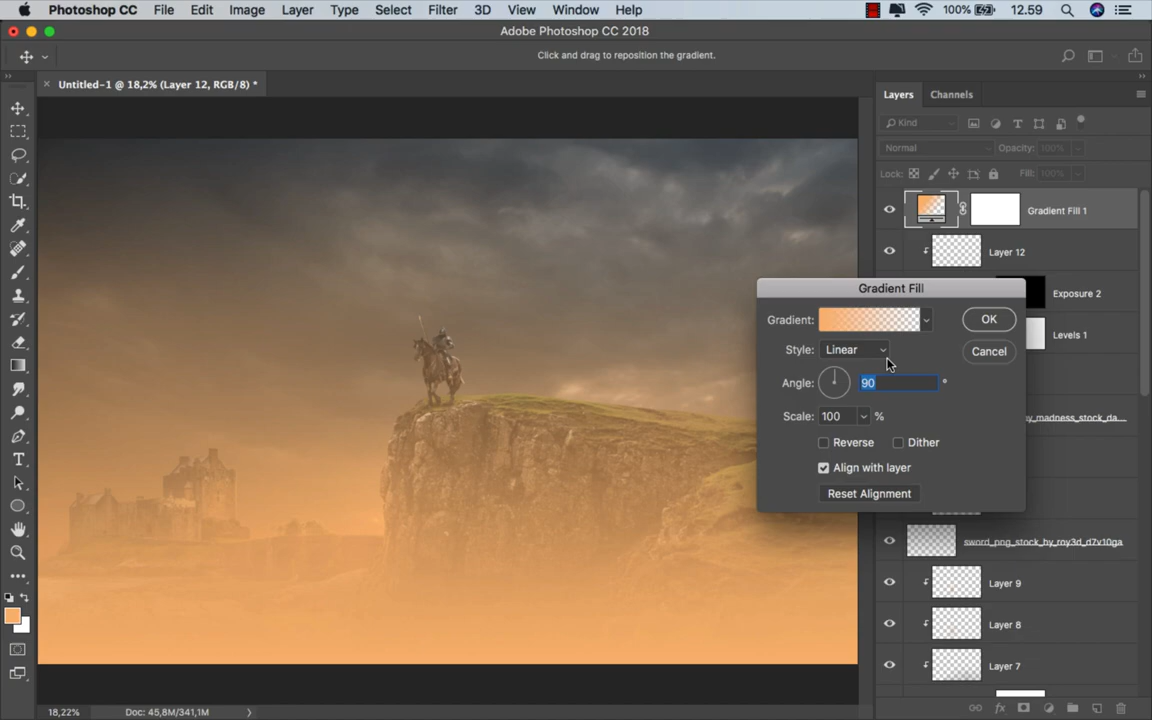 Photoshop CC File Edit Image Layer Type Select Filter 3D View Window Help 100% 12.59
Adobe Photoshop CC 2018
Click and drag to reposition the gradient.
Untitled-1 @ 18,2% (Layer 12, RGB/8) *
Layers Channels
Kind
Normal Opacity: 100%
Lock: Fill: 100%
Gradient Fill 1
Layer 12
Exposure 2
Levels 1
y_madness_stock_da...
sword_png_stock_by_roy3d_d7v10ga
Layer 9
Layer 8
Layer 7
Gradient Fill
Gradient: OK
Style: Linear Cancel
Angle: 90 °
Scale: 100 %
Reverse Dither
Align with layer
Reset Alignment
18,22% Doc: 45,8M/341,1M